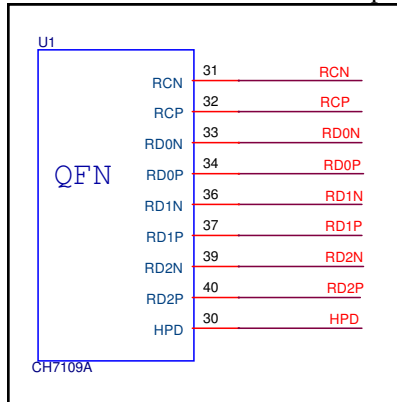 U1
RCN 31 RCN
RCP 32 RCP
RD0N 33 RD0N
QFN RD0P 34 RD0P
RD1N 36 RD1N
RD1P 37 RD1P
RD2N 39 RD2N
RD2P 40 RD2P
HPD 30 HPD
CH7109A